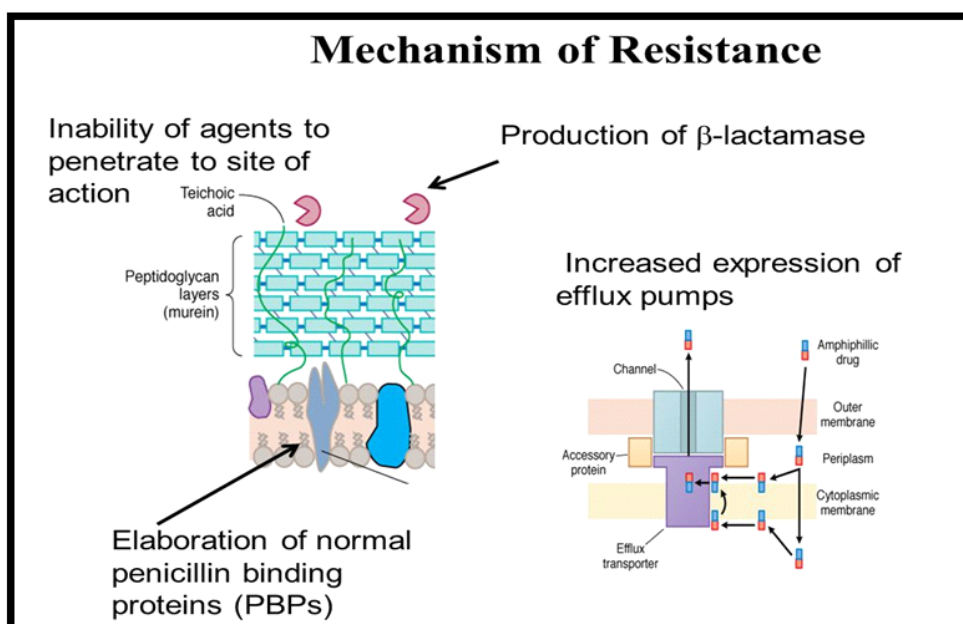 Mechanism of Resistance
Inability of agents to
penetrate to site of
action
Production of β-lactamase
Teichoic
acid
Peptidoglycan
layers
(murein)
Increased expression of
efflux pumps
Channel
Amphiphillic
drug
Outer
membrane
Accessory
protein
Periplasm
Cytoplasmic
membrane
Efflux
transporter
Elaboration of normal
penicillin binding
proteins (PBPs)